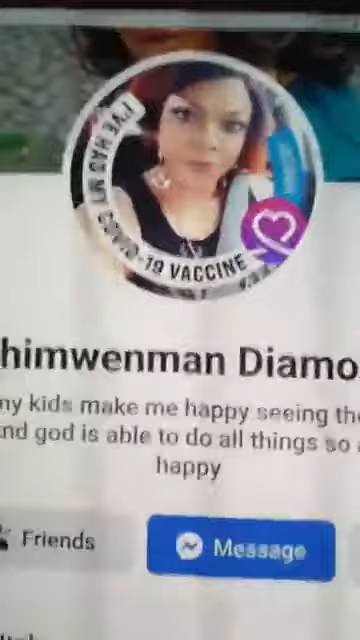 I'VE HAD MY COVID-19 VACCINE
himwenman Diamo
my kids make me happy seeing the
nd god is able to do all things so a
happy
Friends
Message